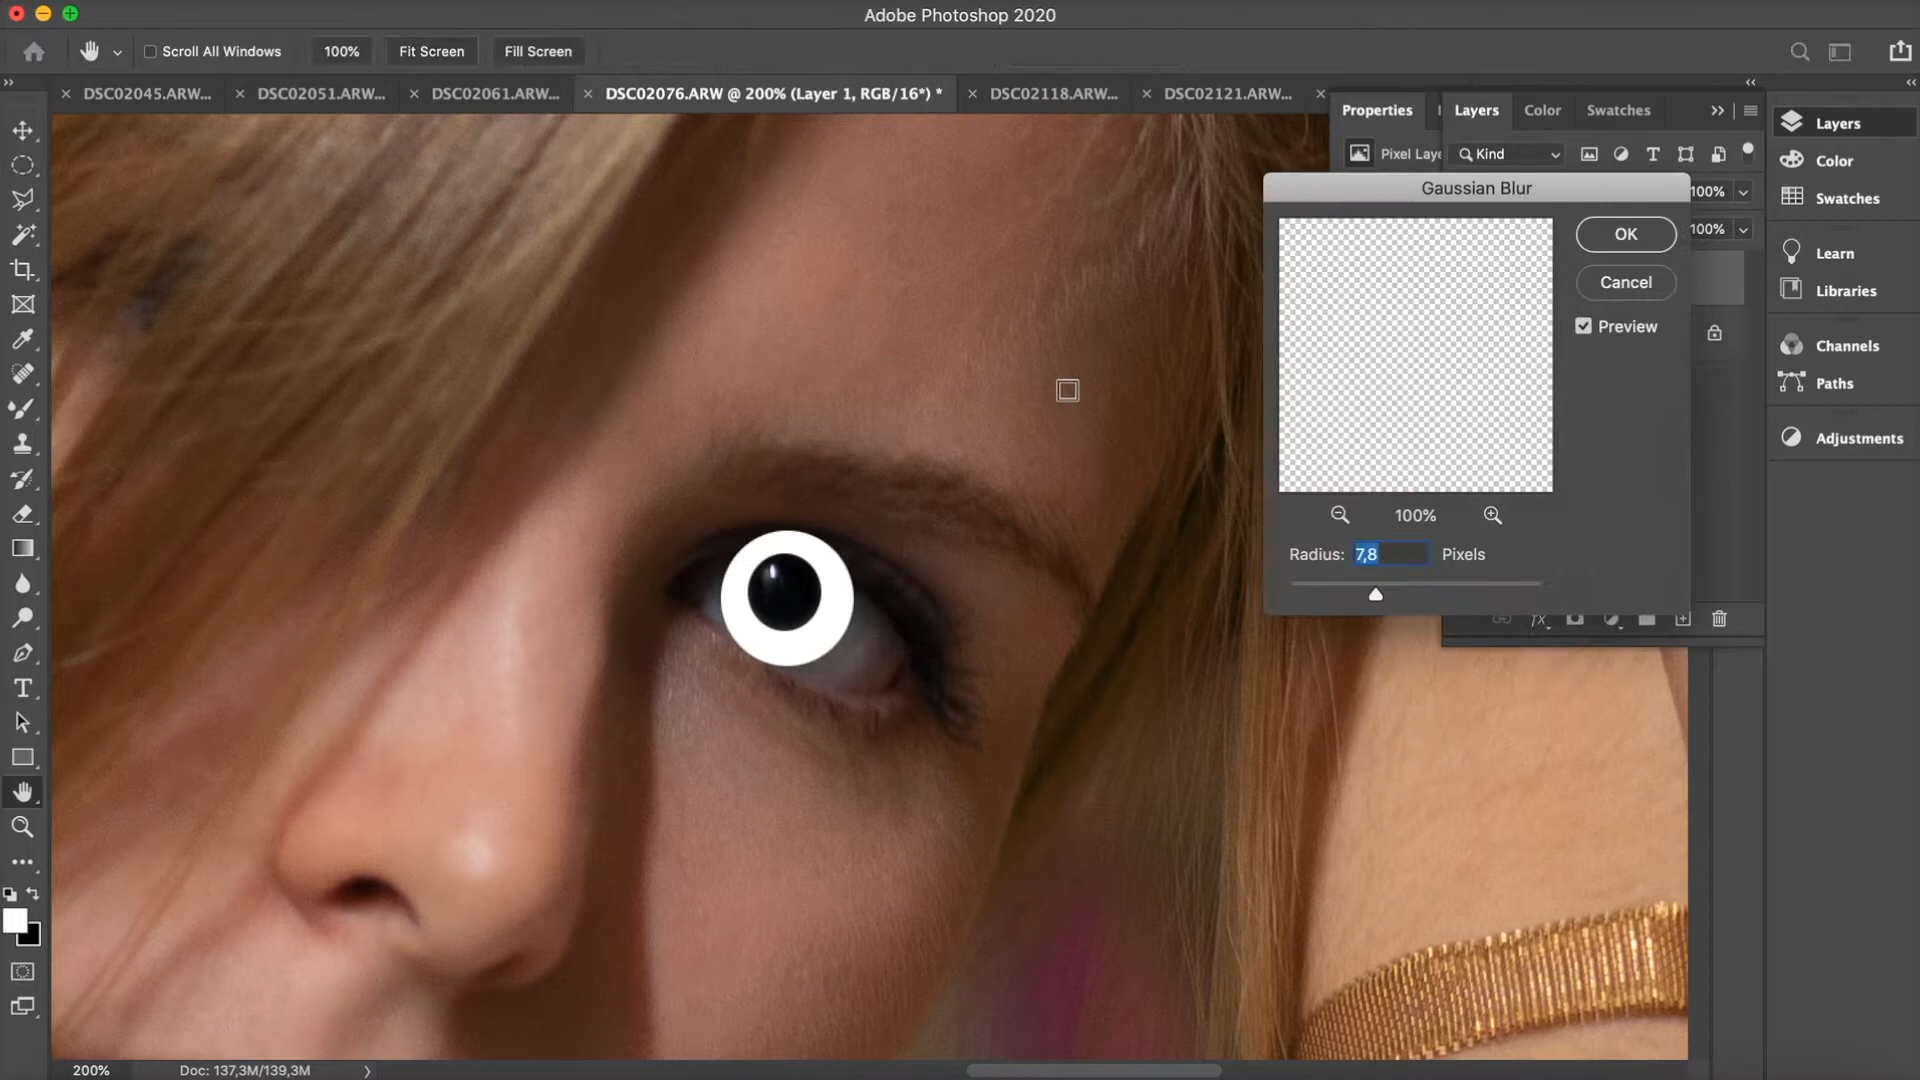 Adobe Photoshop 2020
Scroll All Windows 100% Fit Screen Fill Screen
DSC02045.ARW... DSC02051.ARW... DSC02061.ARW... DSC02076.ARW @ 200% (Layer 1, RGB/16*) * DSC02118.ARW... DSC02121.ARW...
Properties Layers Color Swatches
Pixel Laye Kind
100%
100%
Gaussian Blur
OK
Cancel
Preview
100%
Radius: 7,8 Pixels
fx
Layers
Color
Swatches
Learn
Libraries
Channels
Paths
Adjustments
200% Doc: 137,3M/139,3M